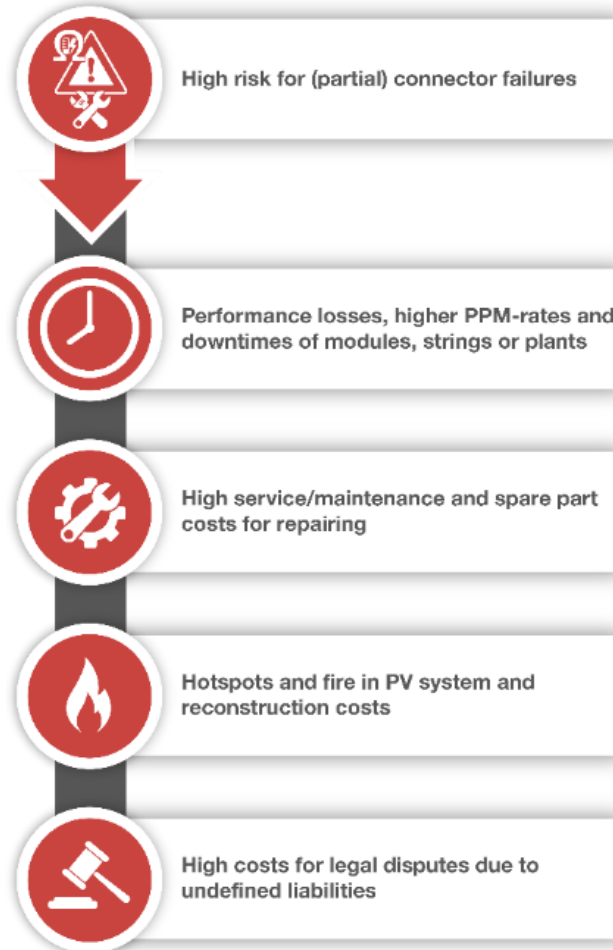 High risk for (partial) connector failures
Performance losses, higher PPM-rates and
downtimes of modules, strings or plants
High service/maintenance and spare part
costs for repairing
Hotspots and fire in PV system and
reconstruction costs
High costs for legal disputes due to
undefined liabilities